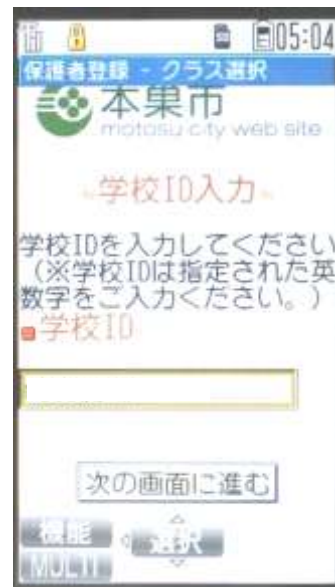 05:04
保護者登録 - クラス選択
本巣市
motosu city web site
学校ID入力
学校IDを入力してください
(※学校IDは指定された英
数字をご入力ください。)
学校ID
次の画面に進む
機能
選択
MULTI